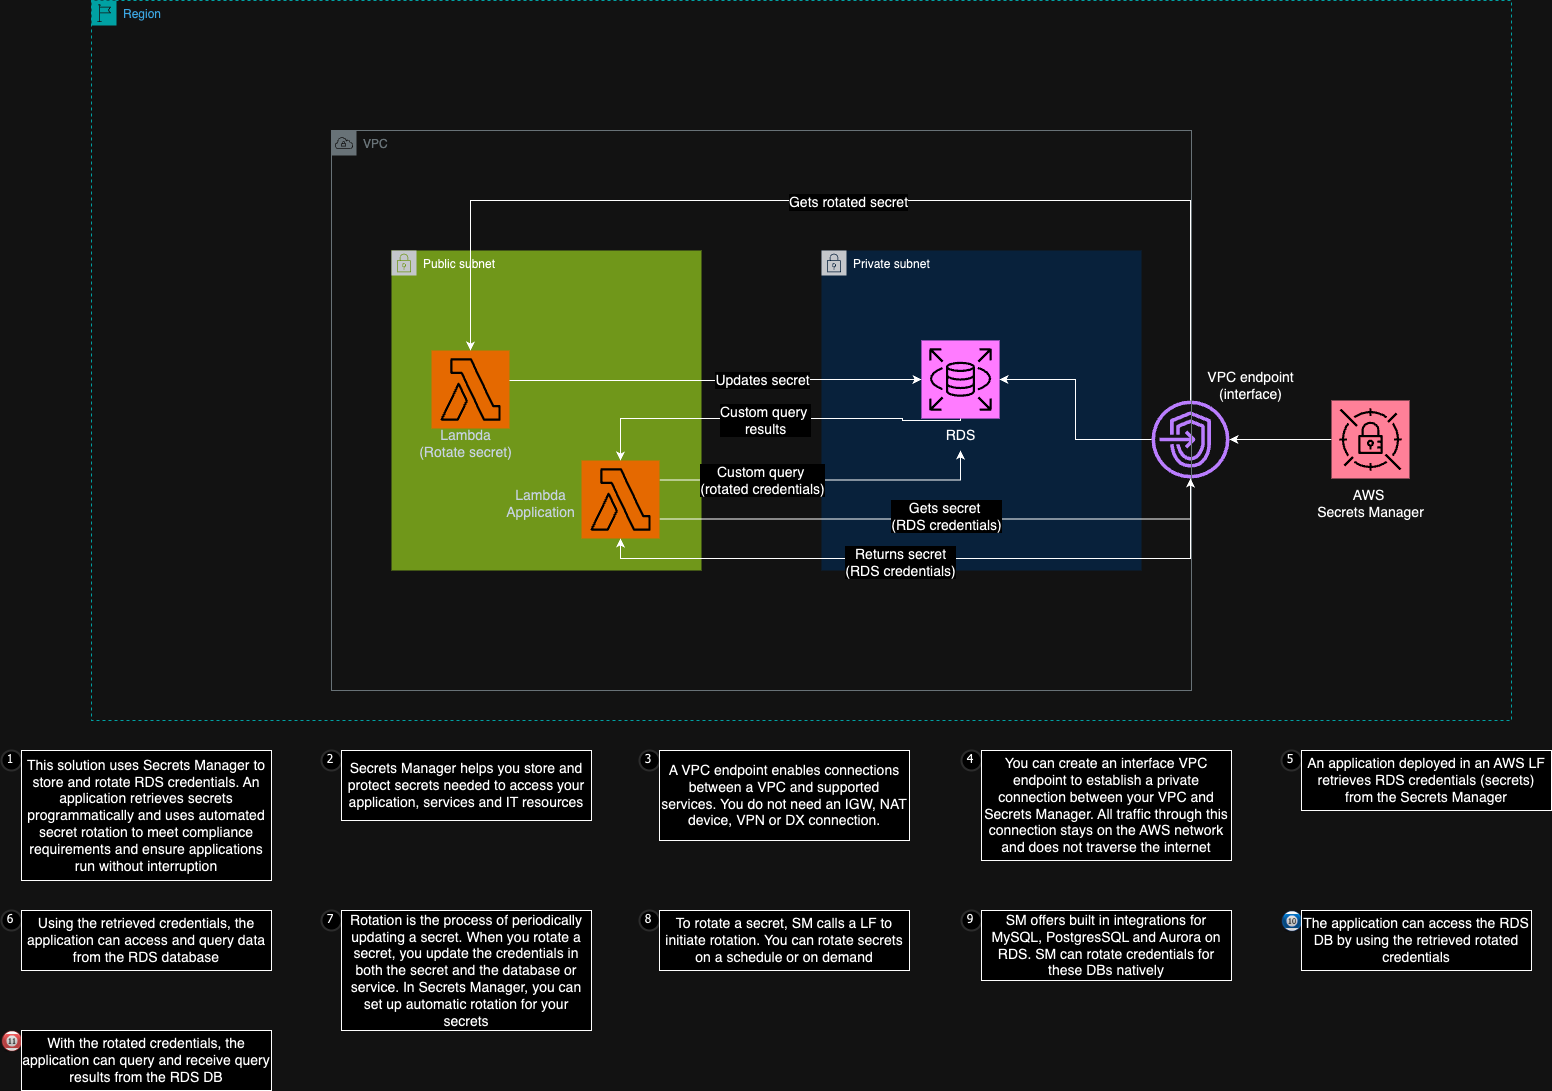 Region
VPC
Gets rotated secret
Public subnet
Private subnet
Updates secret
Lambda
(Rotate secret)
Custom query
results
RDS
VPC endpoint
(interface)
Custom query
(rotated credentials)
Lambda
Application
AWS
Secrets Manager
Gets secret
(RDS credentials)
Returns secret
(RDS credentials)
1
This solution uses Secrets Manager to
store and rotate RDS credentials. An
application retrieves secrets
programmatically and uses automated
secret rotation to meet compliance
requirements and ensure applications
run without interruption
2
Secrets Manager helps you store and
protect secrets needed to access your
application, services and IT resources
3
A VPC endpoint enables connections
between a VPC and supported
services. You do not need an IGW, NAT
device, VPN or DX connection.
4
You can create an interface VPC
endpoint to establish a private
connection between your VPC and
Secrets Manager. All traffic through this
connection stays on the AWS network
and does not traverse the internet
5
An application deployed in an AWS LF
retrieves RDS credentials (secrets)
from the Secrets Manager
6
Using the retrieved credentials, the
application can access and query data
from the RDS database
7
Rotation is the process of periodically
updating a secret. When you rotate a
secret, you update the credentials in
both the secret and the database or
service. In Secrets Manager, you can
set up automatic rotation for your
secrets
8
To rotate a secret, SM calls a LF to
initiate rotation. You can rotate secrets
on a schedule or on demand
9
SM offers built in integrations for
MySQL, PostgresSQL and Aurora on
RDS. SM can rotate credentials for
these DBs natively
10
The application can access the RDS
DB by using the retrieved rotated
credentials
11
With the rotated credentials, the
application can query and receive query
results from the RDS DB